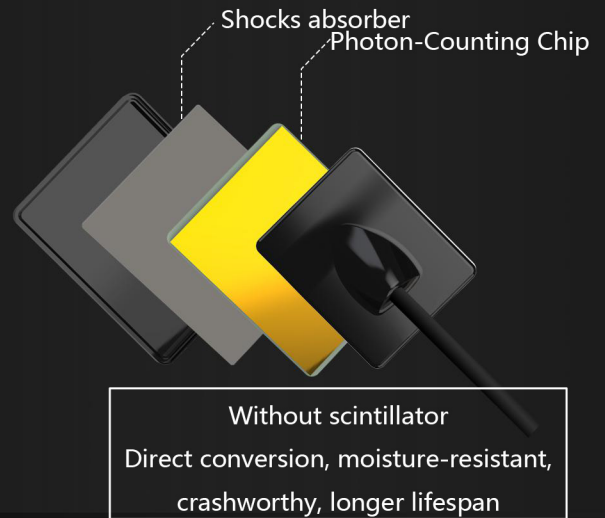 Shocks absorber
Photon-Counting Chip
Without scintillator
Direct conversion, moisture-resistant,
crashworthy, longer lifespan